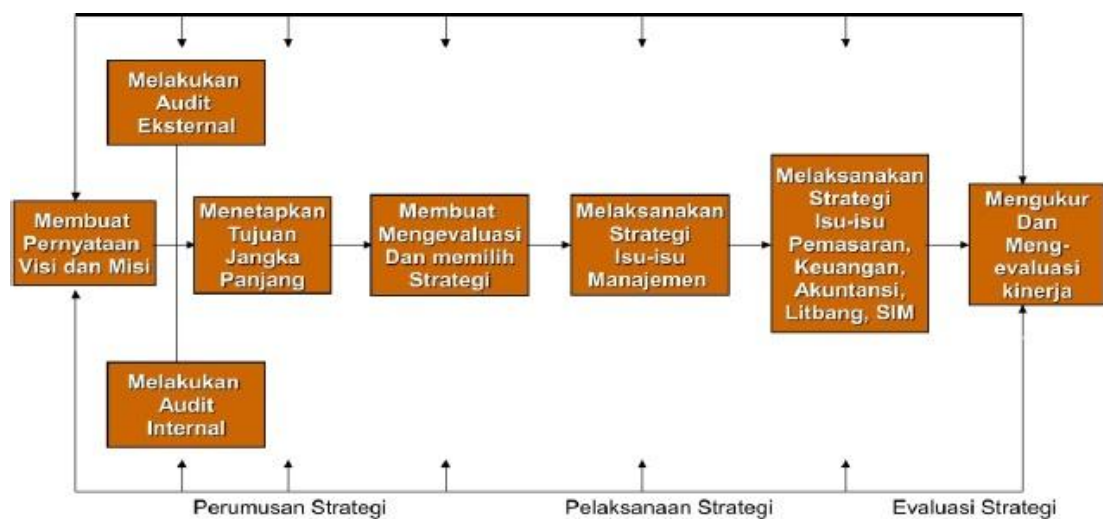 Melakukan
Audit
Eksternal
Membuat
Pernyataan
Visi dan Misi
Menetapkan
Tujuan
Jangka
Panjang
Membuat
Mengevaluasi
Dan memilih
Strategi
Melaksanakan
Strategi
Isu-isu
Manajemen
Melaksanakan
Strategi
Isu-isu
Pemasaran,
Keuangan,
Akuntansi,
Litbang, SIM
Mengukur
Dan
Meng-
evaluasi
kinerja
Melakukan
Audit
Internal
Perumusan Strategi
Pelaksanaan Strategi
Evaluasi Strategi